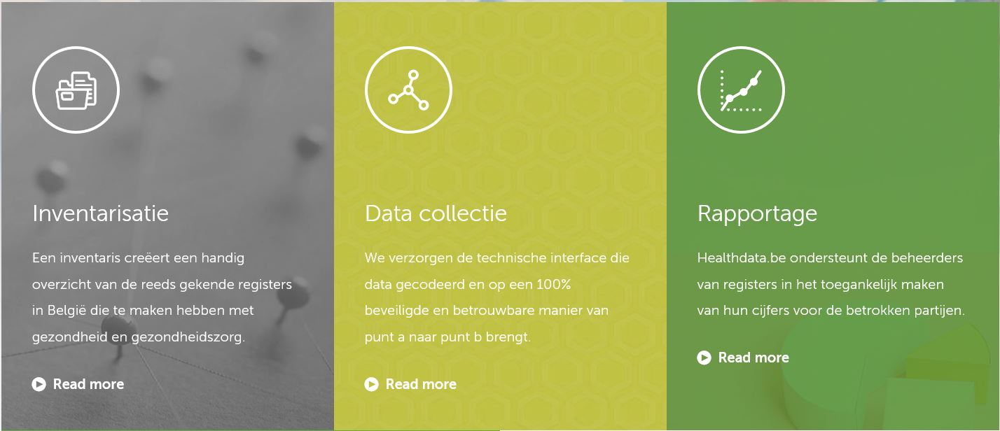 Inventarisatie
Een inventaris creëert een handig
overzicht van de reeds gekende registers
in België die te maken hebben met
gezondheid en gezondheidszorg.
Read more
Data collectie
We verzorgen de technische interface die
data gecodeerd en op een 100%
beveiligde en betrouwbare manier van
punt a naar punt b brengt.
Read more
Rapportage
Healthdata.be ondersteunt de beheerders
van registers in het toegankelijk maken
van hun cijfers voor de betrokken partijen.
Read more